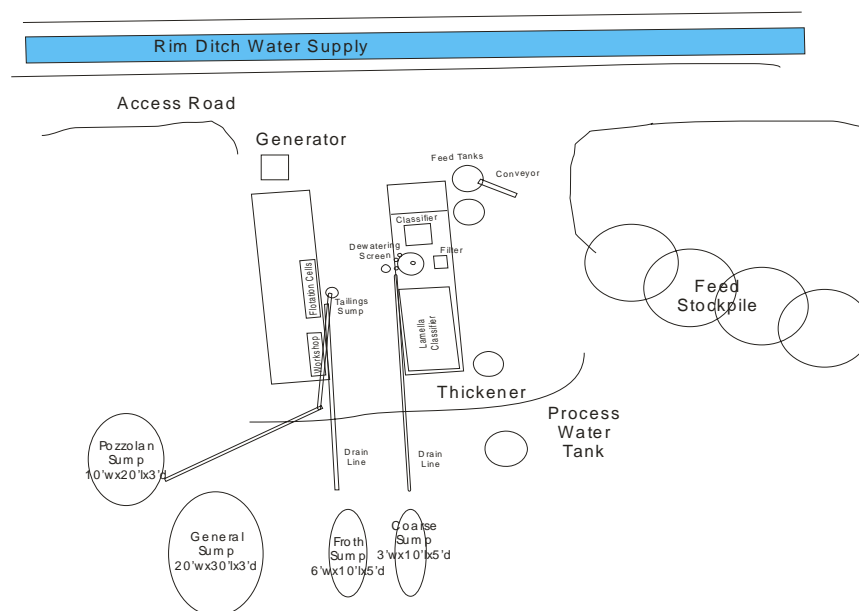 Rim Ditch Water Supply
Access Road
Generator
Feed Tanks
Conveyor
Classifier
Dewatering
Screen
Filter
Flotation Cells
Tailings
Sump
Workshop
Lamella
Classifier
Feed
Stockpile
Thickener
Process
Water
Tank
Pozzolan
Sump
10'wx20'lx3'd
Drain
Line
Drain
Line
General
Sump
20'wx30'lx3'd
Froth
Sump
6'wx10'lx5'd
Coarse
Sump
3'wx10'lx5'd